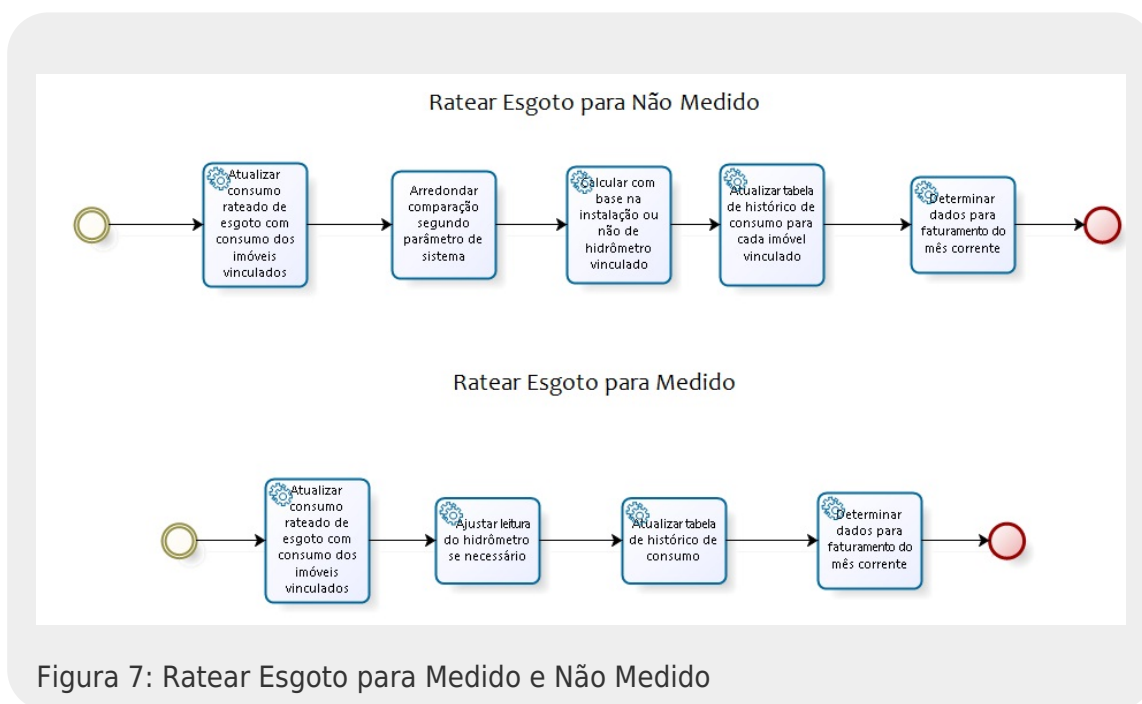 Ratear Esgoto para Não Medido
Atualizar
consumo
rateado de
esgoto com
consumo dos
imóveis
vinculados
Arredondar
comparação
segundo
parâmetro de
sistema
Calcular com
base na
instalação ou
não de
hidrômetro
vinculado
Atualizar tabela
de histórico de
consumo para
cada imóvel
vinculado
Determinar
dados para
faturamento do
mês corrente
Ratear Esgoto para Medido
Atualizar
consumo
rateado de
esgoto com
consumo dos
imóveis
vinculados
Ajustar leitura
do hidrômetro
se necessário
Atualizar tabela
de histórico de
consumo
Determinar
dados para
faturamento do
mês corrente
Figura 7: Ratear Esgoto para Medido e Não Medido